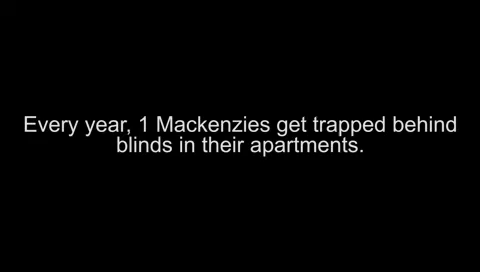 Every year, 1 Mackenzies get trapped behind
blinds in their apartments.